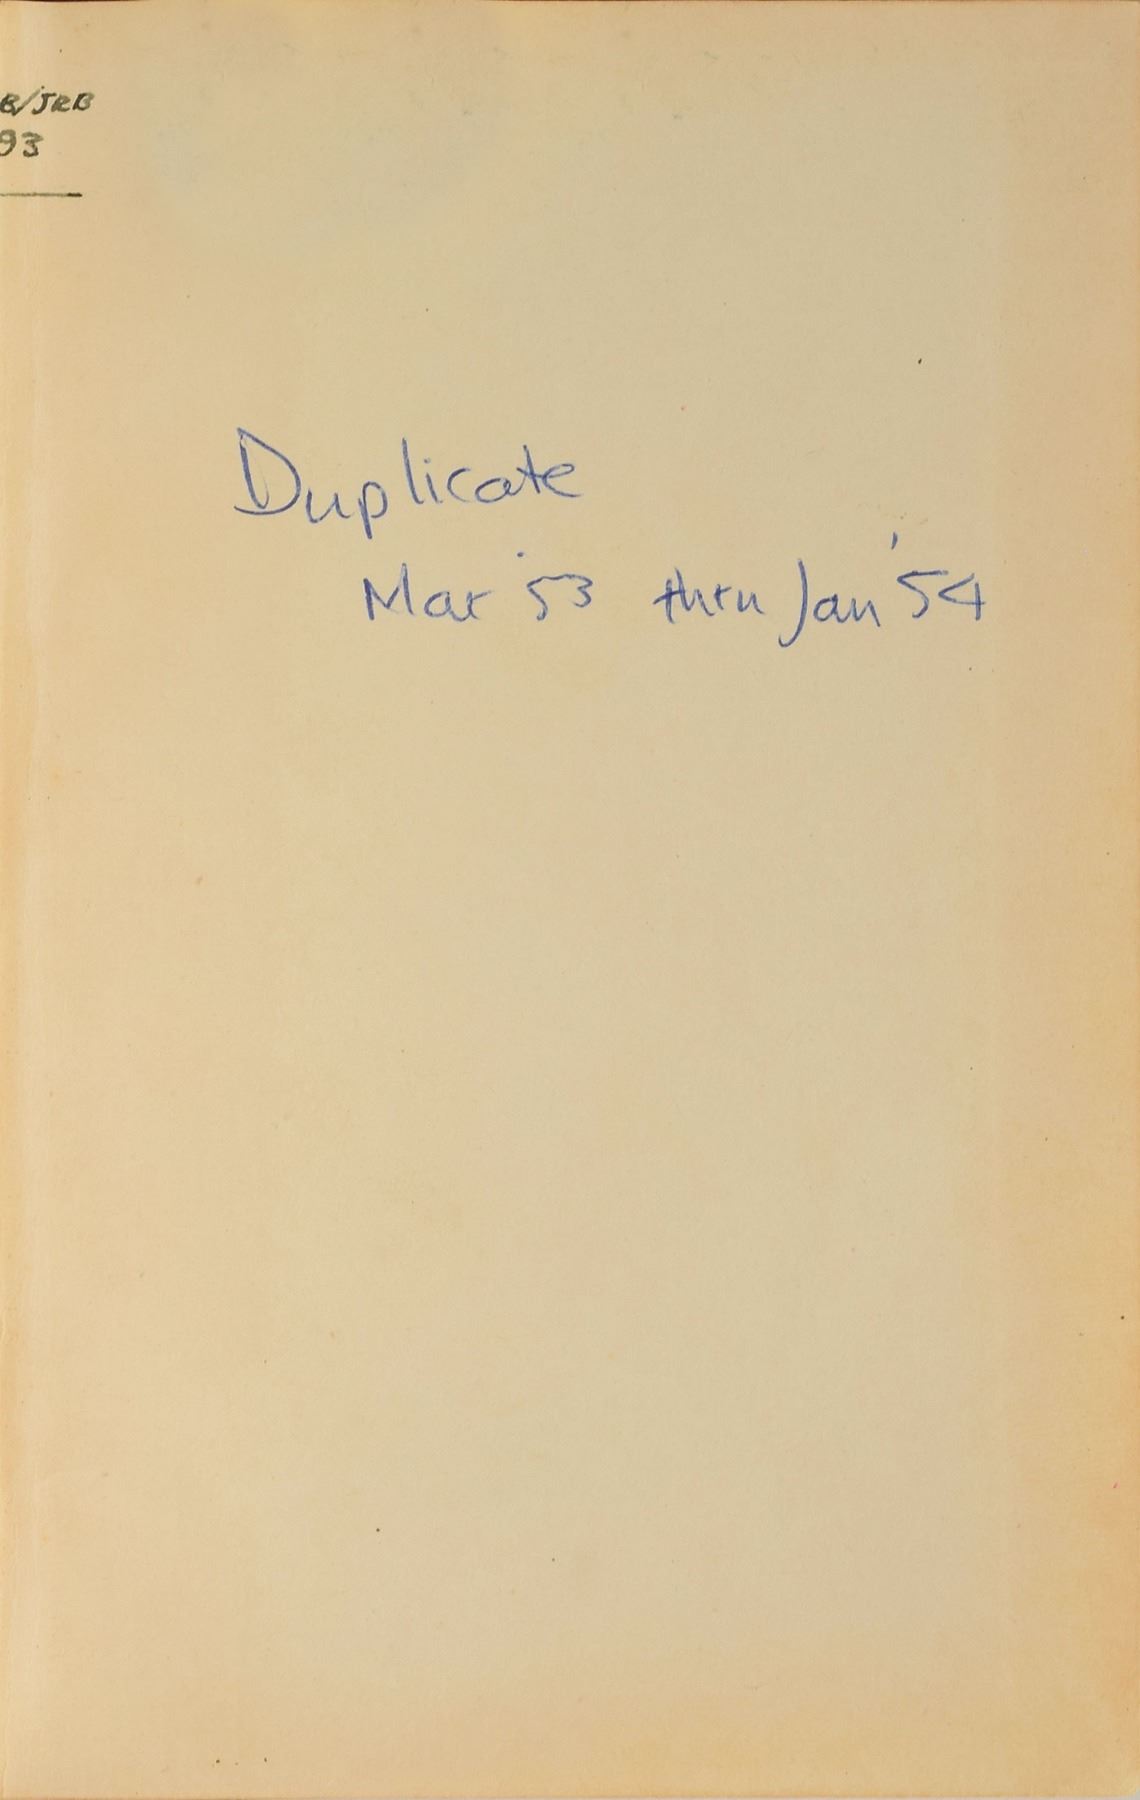 B/JRB
93
Duplicate
Mar '53 thru Jan '54